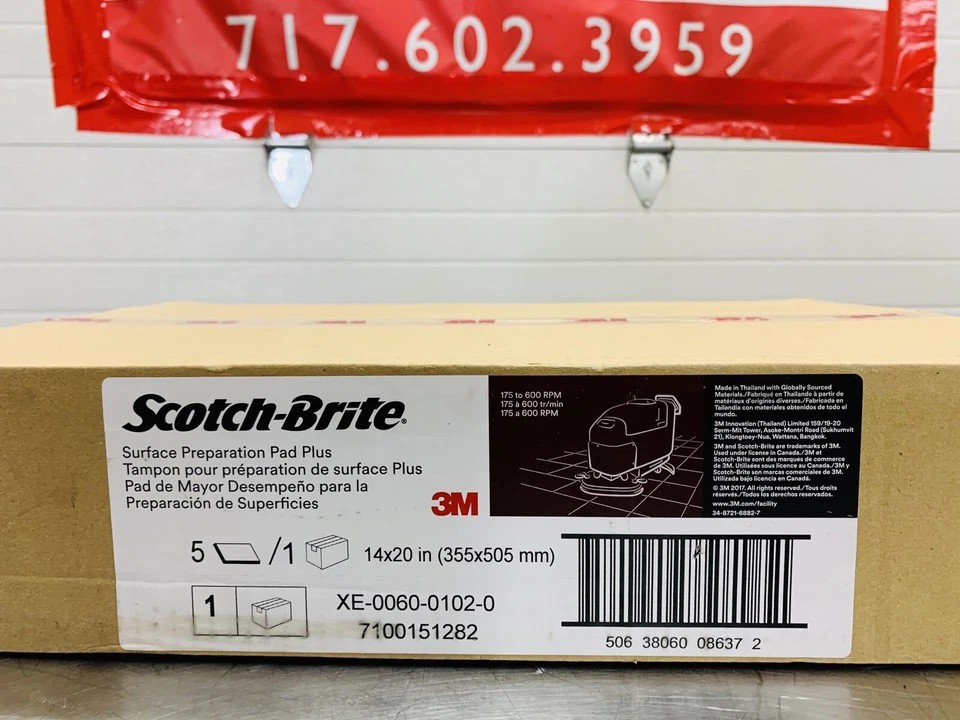 717.602.3959
3M 3M 3M
Scotch-Brite®
Surface Preparation Pad Plus
Tampon pour préparation de surface Plus
Pad de Mayor Desempeño para la
Preparación de Superficies
3M
175 to 600 RPM
175 à 600 tr/min
175 a 600 RPM
Made in Thailand with Globally Sourced
Materials./Fabriqué en Thaïlande à partir de
matériaux d'origines diverses./Fabricada en
Tailandia con materiales obtenidos de todo el
mundo.
3M Innovation (Thailand) Limited 159/19-20
Serm-Mit Tower, Asoke-Montri Road (Sukhumvit
21), Klongtoey-Nua, Wattana, Bangkok.
3M and Scotch-Brite are trademarks of 3M.
Used under license in Canada./3M et
Scotch-Brite sont des marques de commerce
de 3M. Utilisées sous licence au Canada./3M y
Scotch-Brite son marcas comerciales de 3M.
Utilizada bajo licencia en Canadá.
© 3M 2017. All rights reserved./Tous droits
réservés./Todos los derechos reservados.
www.3M.com/facility
34-8721-6882-7
5 /1 14x20 in (355x505 mm)
1 XE-0060-0102-0
7100151282
506 38060 08637 2